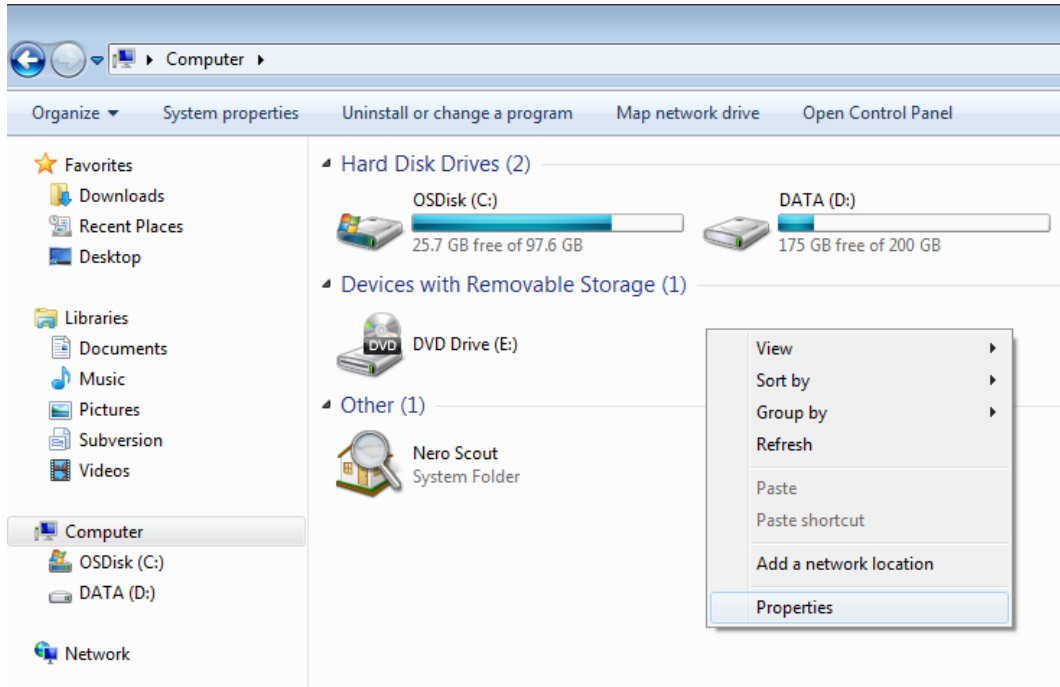 Computer
Organize System properties Uninstall or change a program Map network drive Open Control Panel
Favorites
Downloads
Recent Places
Desktop
Libraries
Documents
Music
Pictures
Subversion
Videos
Computer
OSDisk (C:)
DATA (D:)
Network
Hard Disk Drives (2)
OSDisk (C:)
25.7 GB free of 97.6 GB
DATA (D:)
175 GB free of 200 GB
Devices with Removable Storage (1)
DVD
DVD Drive (E:)
Other (1)
Nero Scout
System Folder
View
Sort by
Group by
Refresh
Paste
Paste shortcut
Add a network location
Properties